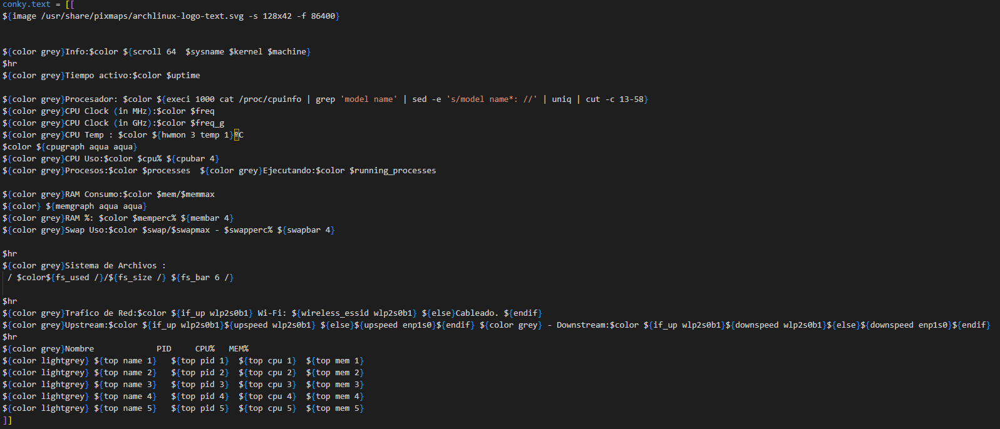 conky.text = [[
${image /usr/share/pixmaps/archlinux-logo-text.svg -s 128x42 -f 86400}
${color grey}Info:$color ${scroll 64  $sysname $kernel $machine}
$hr
${color grey}Tiempo activo:$color $uptime
${color grey}Procesador: $color ${execi 1000 cat /proc/cpuinfo | grep 'model name' | sed -e 's/model name*: //' | uniq | cut -c 13-58}
${color grey}CPU Clock (in MHz):$color $freq
${color grey}CPU Clock (in GHz):$color $freq_g
${color grey}CPU Temp : $color ${hwmon 3 temp 1}ºC
$color ${cpugraph aqua aqua}
${color grey}CPU Uso:$color $cpu% ${cpubar 4}
${color grey}Procesos:$color $processes  ${color grey}Ejecutando:$color $running_processes
${color grey}RAM Consumo:$color $mem/$memmax
${color} ${memgraph aqua aqua}
${color grey}RAM %: $color $memperc% ${membar 4}
${color grey}Swap Uso:$color $swap/$swapmax - $swapperc% ${swapbar 4}
$hr
${color grey}Sistema de Archivos :
 / $color${fs_used /}/${fs_size /} ${fs_bar 6 /}
$hr
${color grey}Trafico de Red:$color ${if_up wlp2s0b1} Wi-Fi: ${wireless_essid wlp2s0b1} ${else}Cableado. ${endif}
${color grey}Upstream:$color ${if_up wlp2s0b1}${upspeed wlp2s0b1} ${else}${upspeed enp1s0}${endif} ${color grey} - Downstream:$color ${if_up wlp2s0b1}${downspeed wlp2s0b1}${else}${downspeed enp1s0}${endif}
$hr
${color grey}Nombre             PID     CPU%   MEM%
${color lightgrey} ${top name 1}   ${top pid 1}  ${top cpu 1}  ${top mem 1}
${color lightgrey} ${top name 2}   ${top pid 2}  ${top cpu 2}  ${top mem 2}
${color lightgrey} ${top name 3}   ${top pid 3}  ${top cpu 3}  ${top mem 3}
${color lightgrey} ${top name 4}   ${top pid 4}  ${top cpu 4}  ${top mem 4}
${color lightgrey} ${top name 5}   ${top pid 5}  ${top cpu 5}  ${top mem 5}
]]